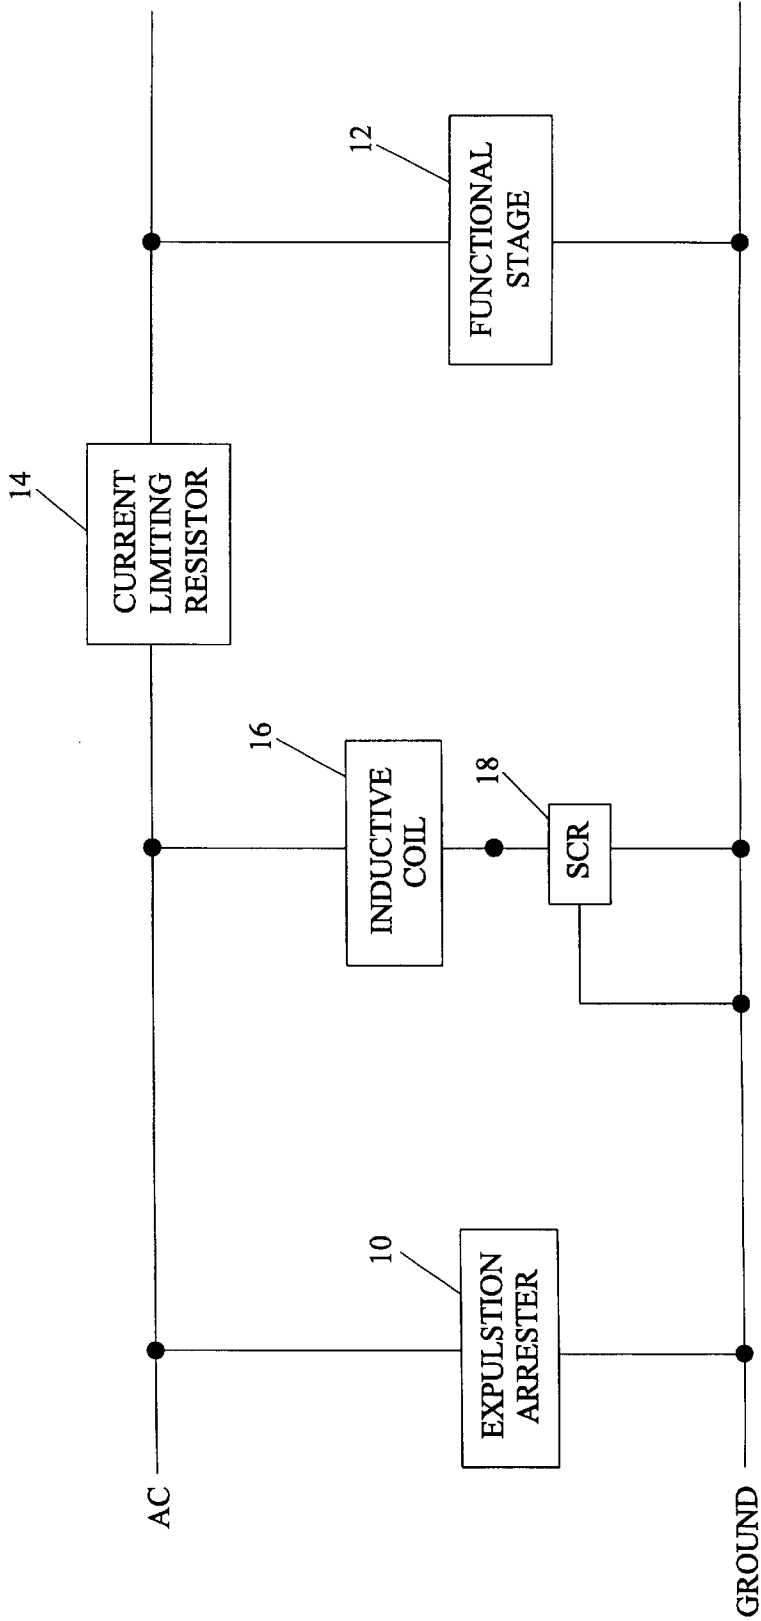 AC
GROUND
10
EXPULSTION
ARRESTER
16
INDUCTIVE
COIL
18
SCR
14
CURRENT
LIMITING
RESISTOR
12
FUNCTIONAL
STAGE